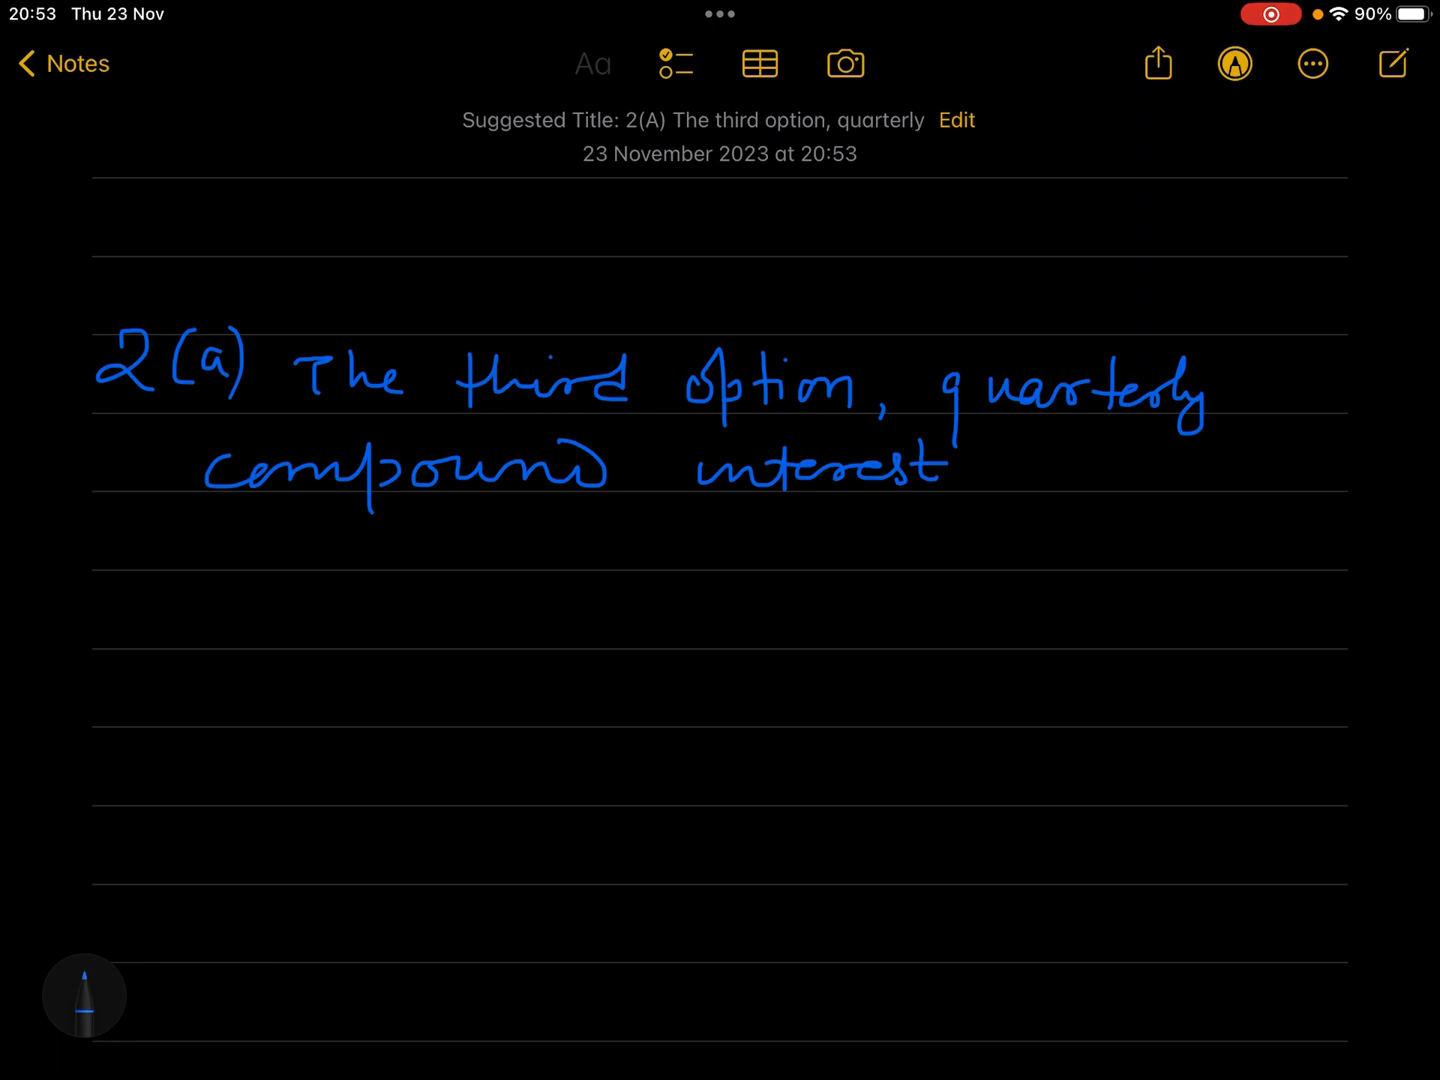 20:53 Thu 23 Nov
90%
Notes
Aa
Suggested Title: 2(A) The third option, quarterly Edit
23 November 2023 at 20:53
2(a) The third option, quarterly
compound interest